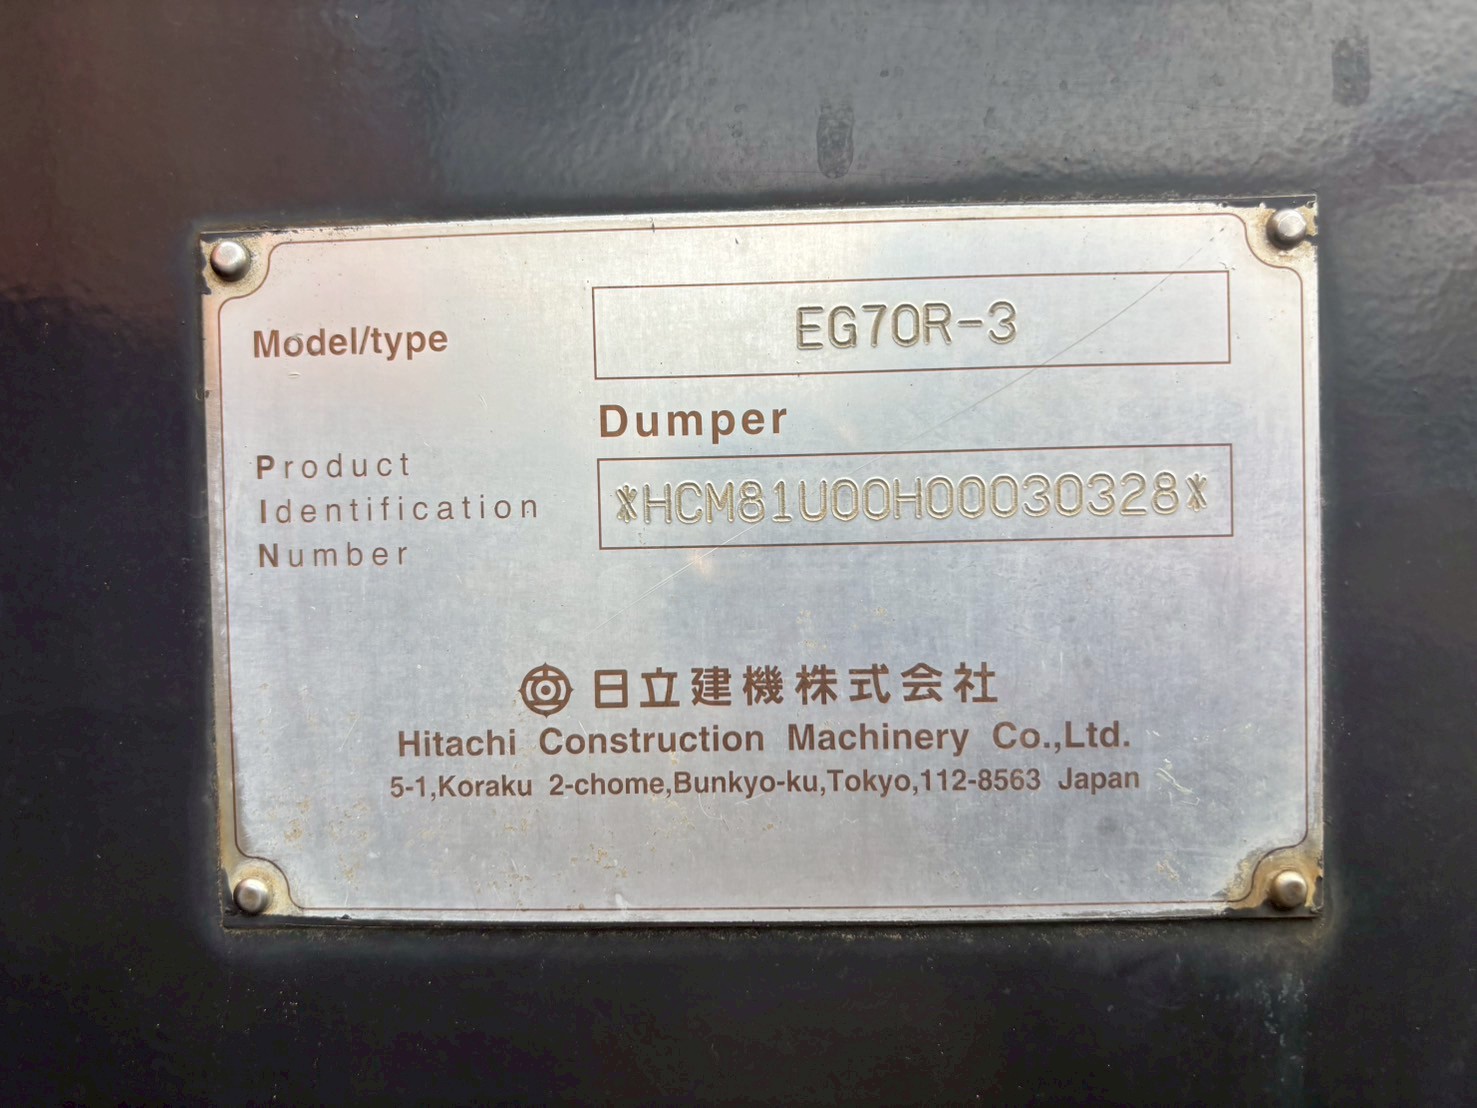 Model/type EG70R-3
Dumper
Product
Identification
Number
*HCM81U00H00030328*
日立建機株式会社
Hitachi Construction Machinery Co.,Ltd.
5-1,Koraku 2-chome,Bunkyo-ku,Tokyo,112-8563 Japan